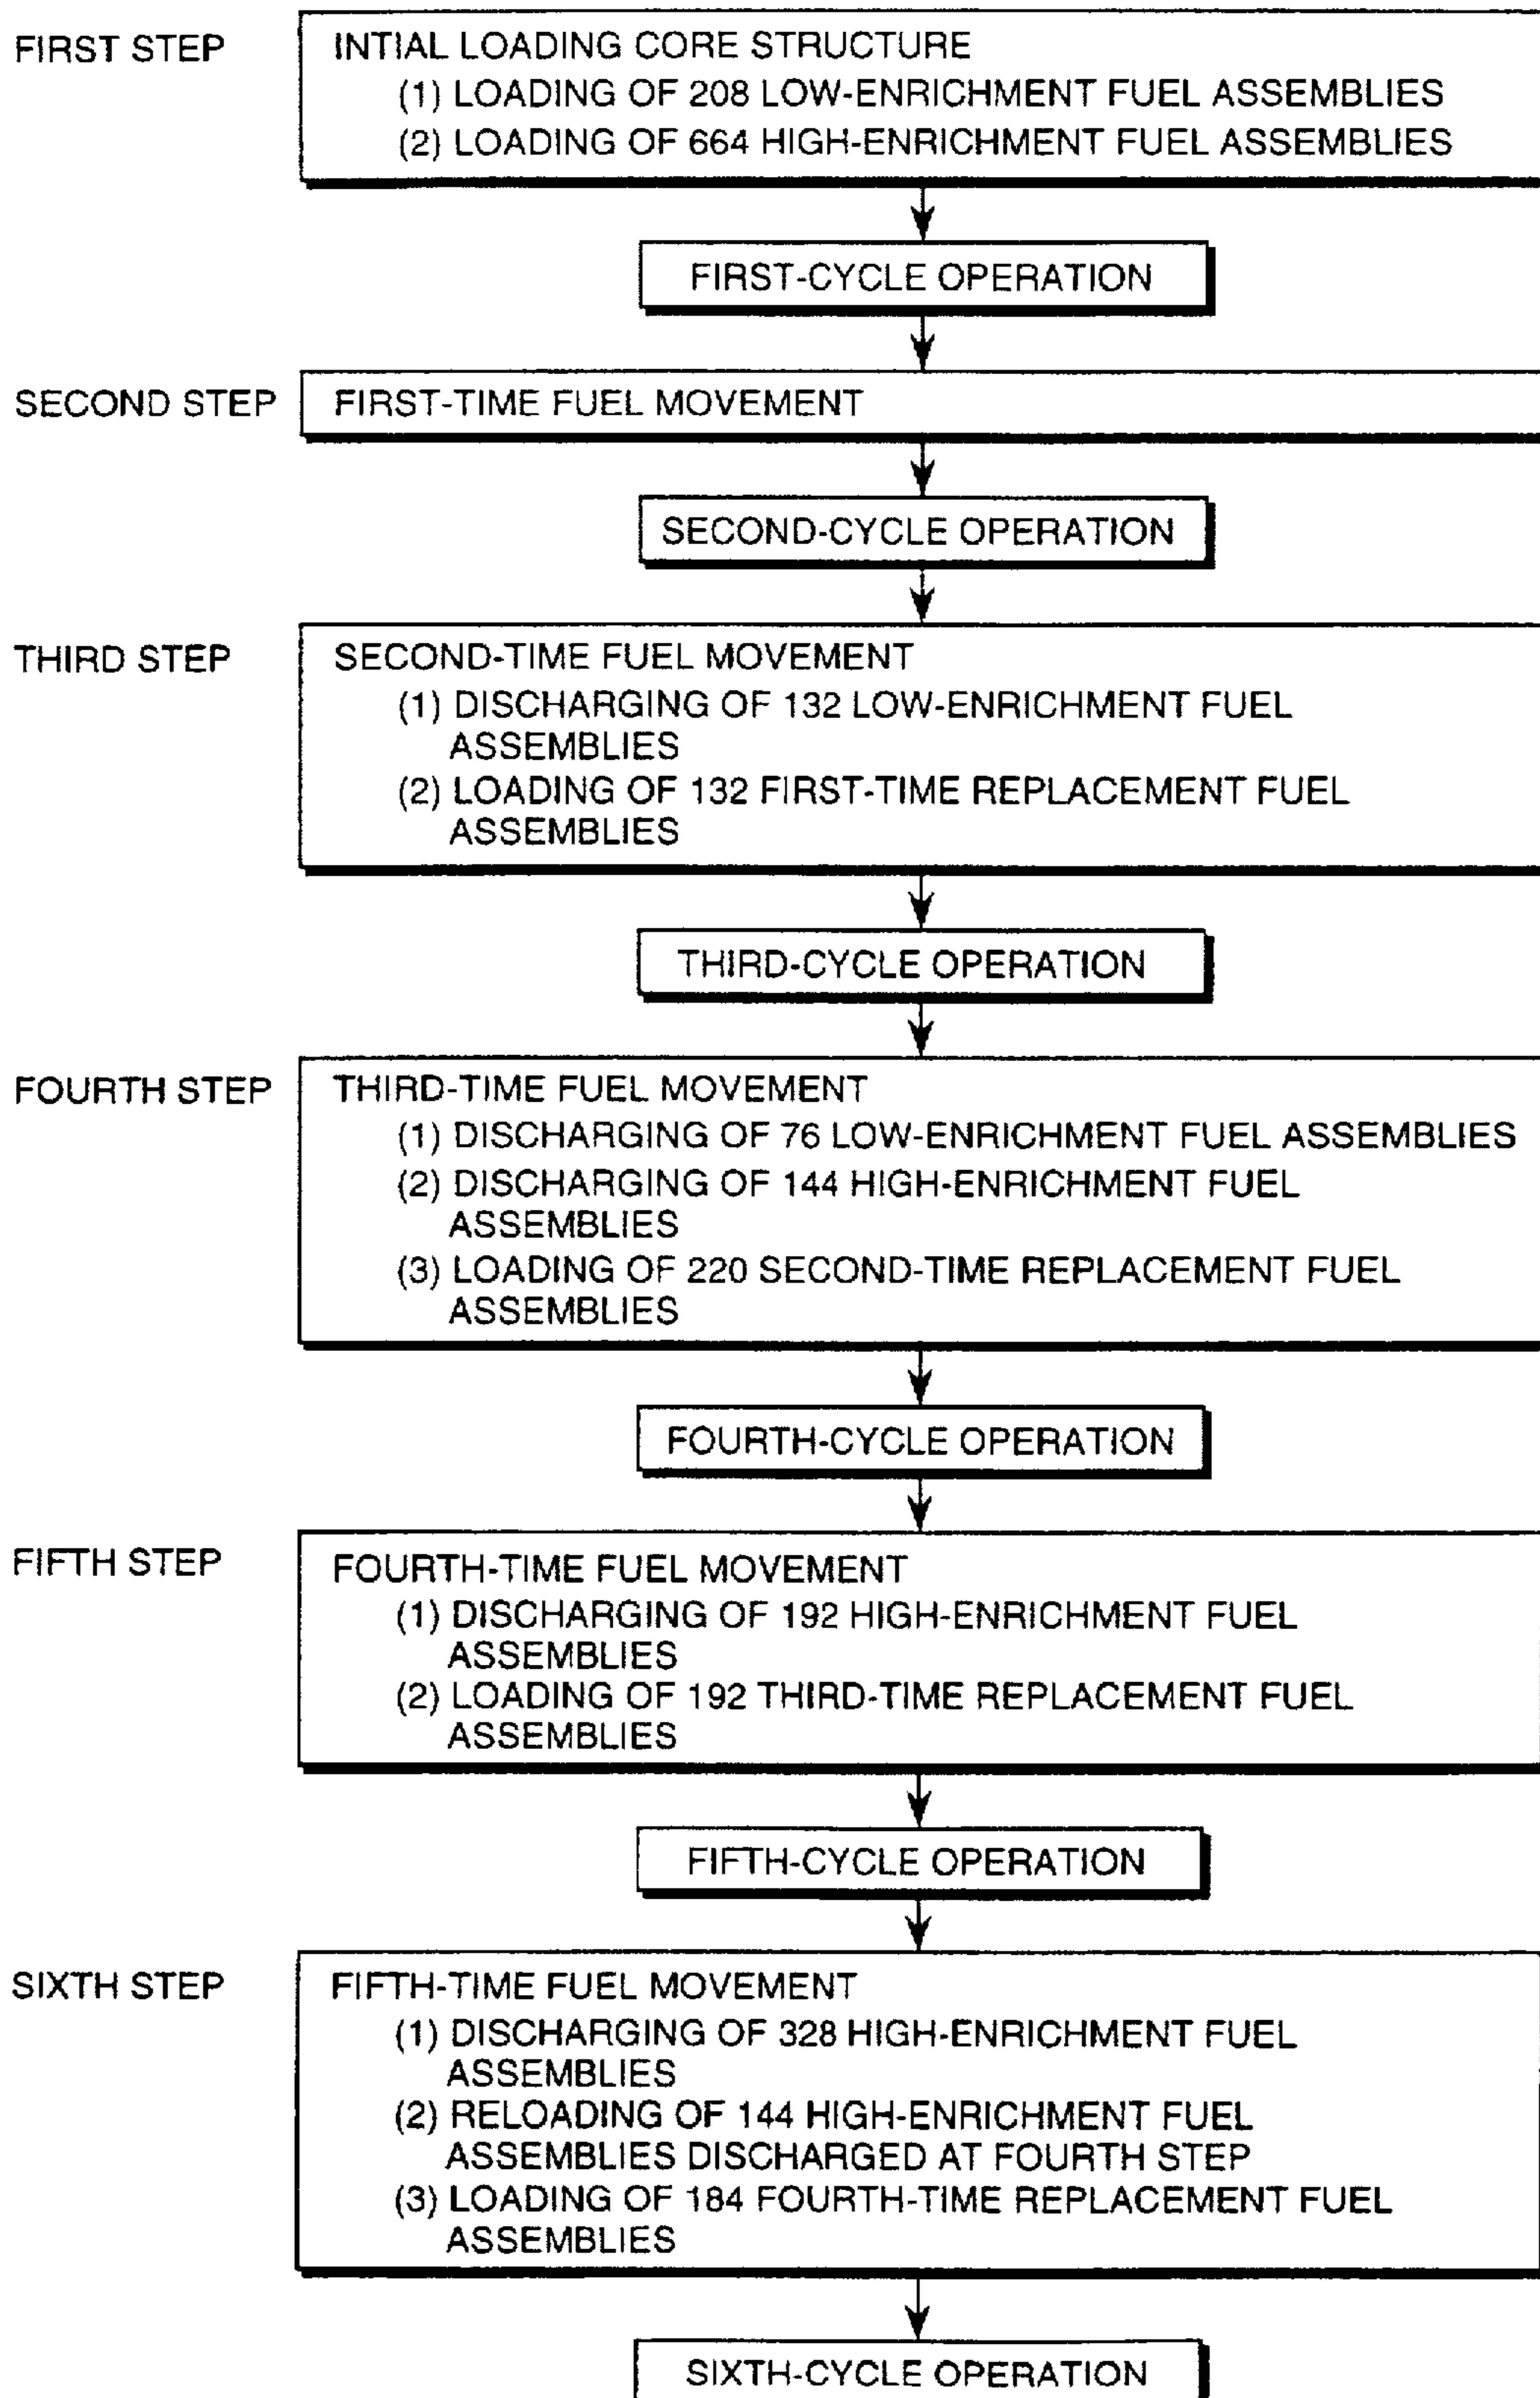 FIRST STEP
INTIAL LOADING CORE STRUCTURE
(1) LOADING OF 208 LOW-ENRICHMENT FUEL ASSEMBLIES
(2) LOADING OF 664 HIGH-ENRICHMENT FUEL ASSEMBLIES
FIRST-CYCLE OPERATION
SECOND STEP
FIRST-TIME FUEL MOVEMENT
SECOND-CYCLE OPERATION
THIRD STEP
SECOND-TIME FUEL MOVEMENT
(1) DISCHARGING OF 132 LOW-ENRICHMENT FUEL
ASSEMBLIES
(2) LOADING OF 132 FIRST-TIME REPLACEMENT FUEL
ASSEMBLIES
THIRD-CYCLE OPERATION
FOURTH STEP
THIRD-TIME FUEL MOVEMENT
(1) DISCHARGING OF 76 LOW-ENRICHMENT FUEL ASSEMBLIES
(2) DISCHARGING OF 144 HIGH-ENRICHMENT FUEL
ASSEMBLIES
(3) LOADING OF 220 SECOND-TIME REPLACEMENT FUEL
ASSEMBLIES
FOURTH-CYCLE OPERATION
FIFTH STEP
FOURTH-TIME FUEL MOVEMENT
(1) DISCHARGING OF 192 HIGH-ENRICHMENT FUEL
ASSEMBLIES
(2) LOADING OF 192 THIRD-TIME REPLACEMENT FUEL
ASSEMBLIES
FIFTH-CYCLE OPERATION
SIXTH STEP
FIFTH-TIME FUEL MOVEMENT
(1) DISCHARGING OF 328 HIGH-ENRICHMENT FUEL
ASSEMBLIES
(2) RELOADING OF 144 HIGH-ENRICHMENT FUEL
ASSEMBLIES DISCHARGED AT FOURTH STEP
(3) LOADING OF 184 FOURTH-TIME REPLACEMENT FUEL
ASSEMBLIES
SIXTH-CYCLE OPERATION